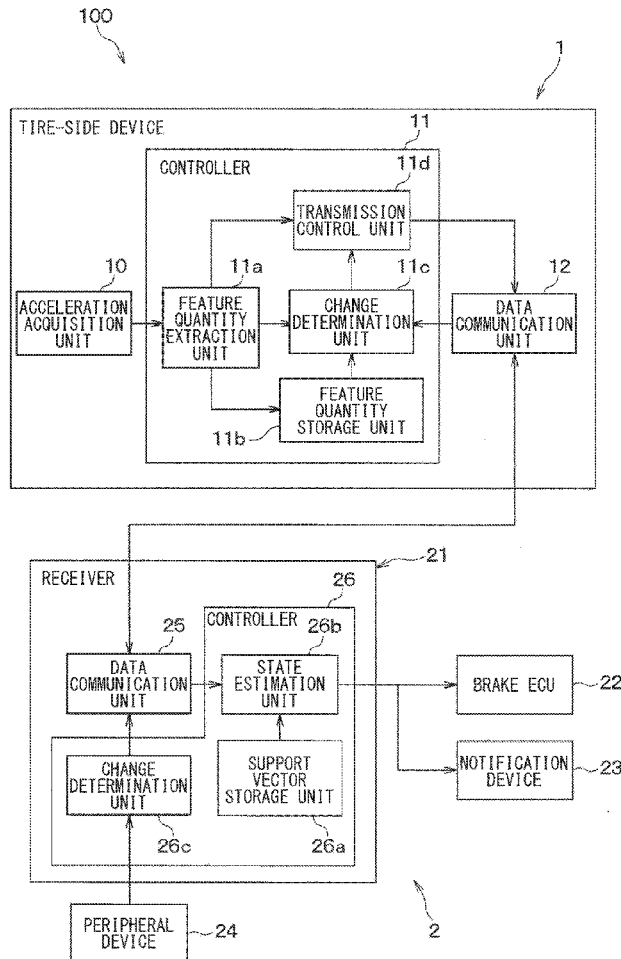 100
1
TIRE-SIDE DEVICE
11
CONTROLLER
11d
TRANSMISSION
CONTROL UNIT
10
ACCELERATION
ACQUISITION
UNIT
11a
FEATURE
QUANTITY
EXTRACTION
UNIT
11c
CHANGE
DETERMINATION
UNIT
12
DATA
COMMUNICATION
UNIT
FEATURE
QUANTITY
STORAGE UNIT
11b
21
RECEIVER
26
CONTROLLER
25
DATA
COMMUNICATION
UNIT
26b
STATE
ESTIMATION
UNIT
BRAKE ECU
22
CHANGE
DETERMINATION
UNIT
26c
SUPPORT
VECTOR
STORAGE UNIT
26a
NOTIFICATION
DEVICE
23
PERIPHERAL
DEVICE
24
2